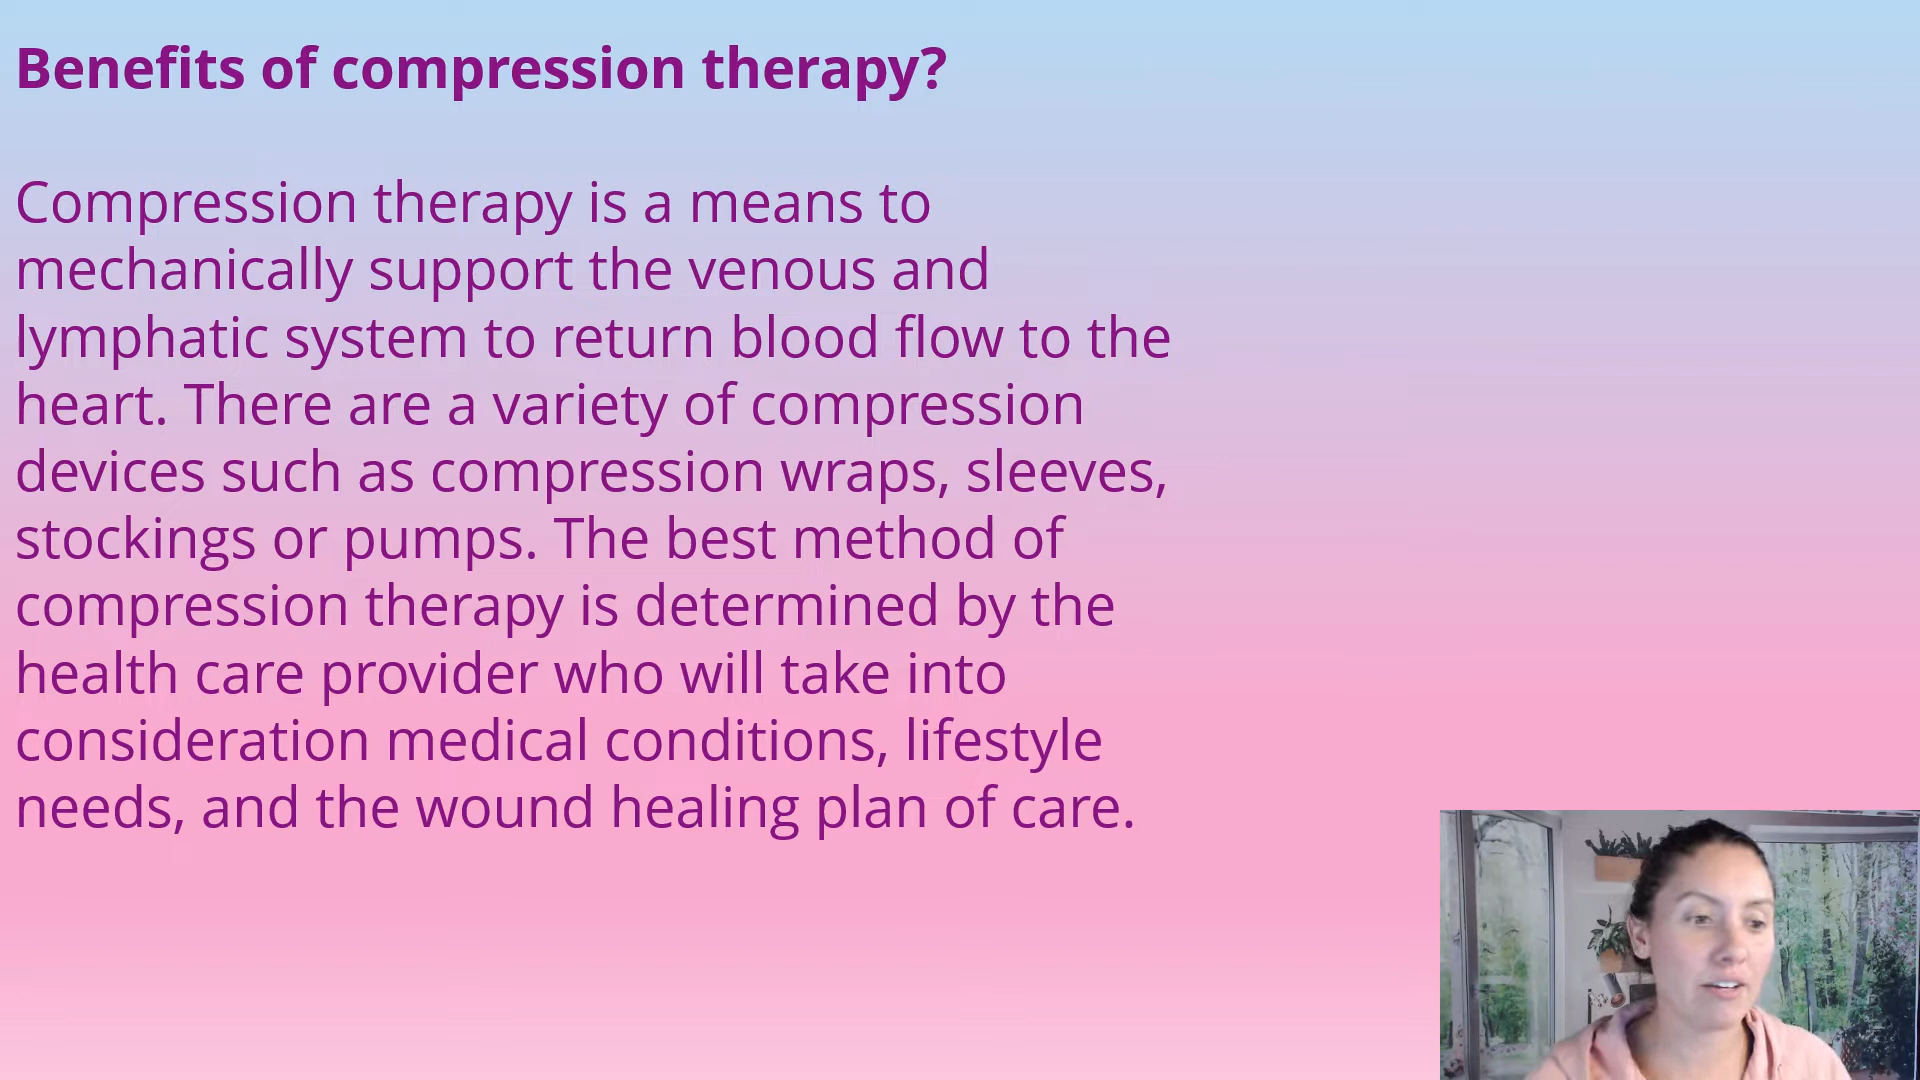 Benefits of compression therapy?
Compression therapy is a means to
mechanically support the venous and
lymphatic system to return blood flow to the
heart. There are a variety of compression
devices such as compression wraps, sleeves,
stockings or pumps. The best method of
compression therapy is determined by the
health care provider who will take into
consideration medical conditions, lifestyle
needs, and the wound healing plan of care.